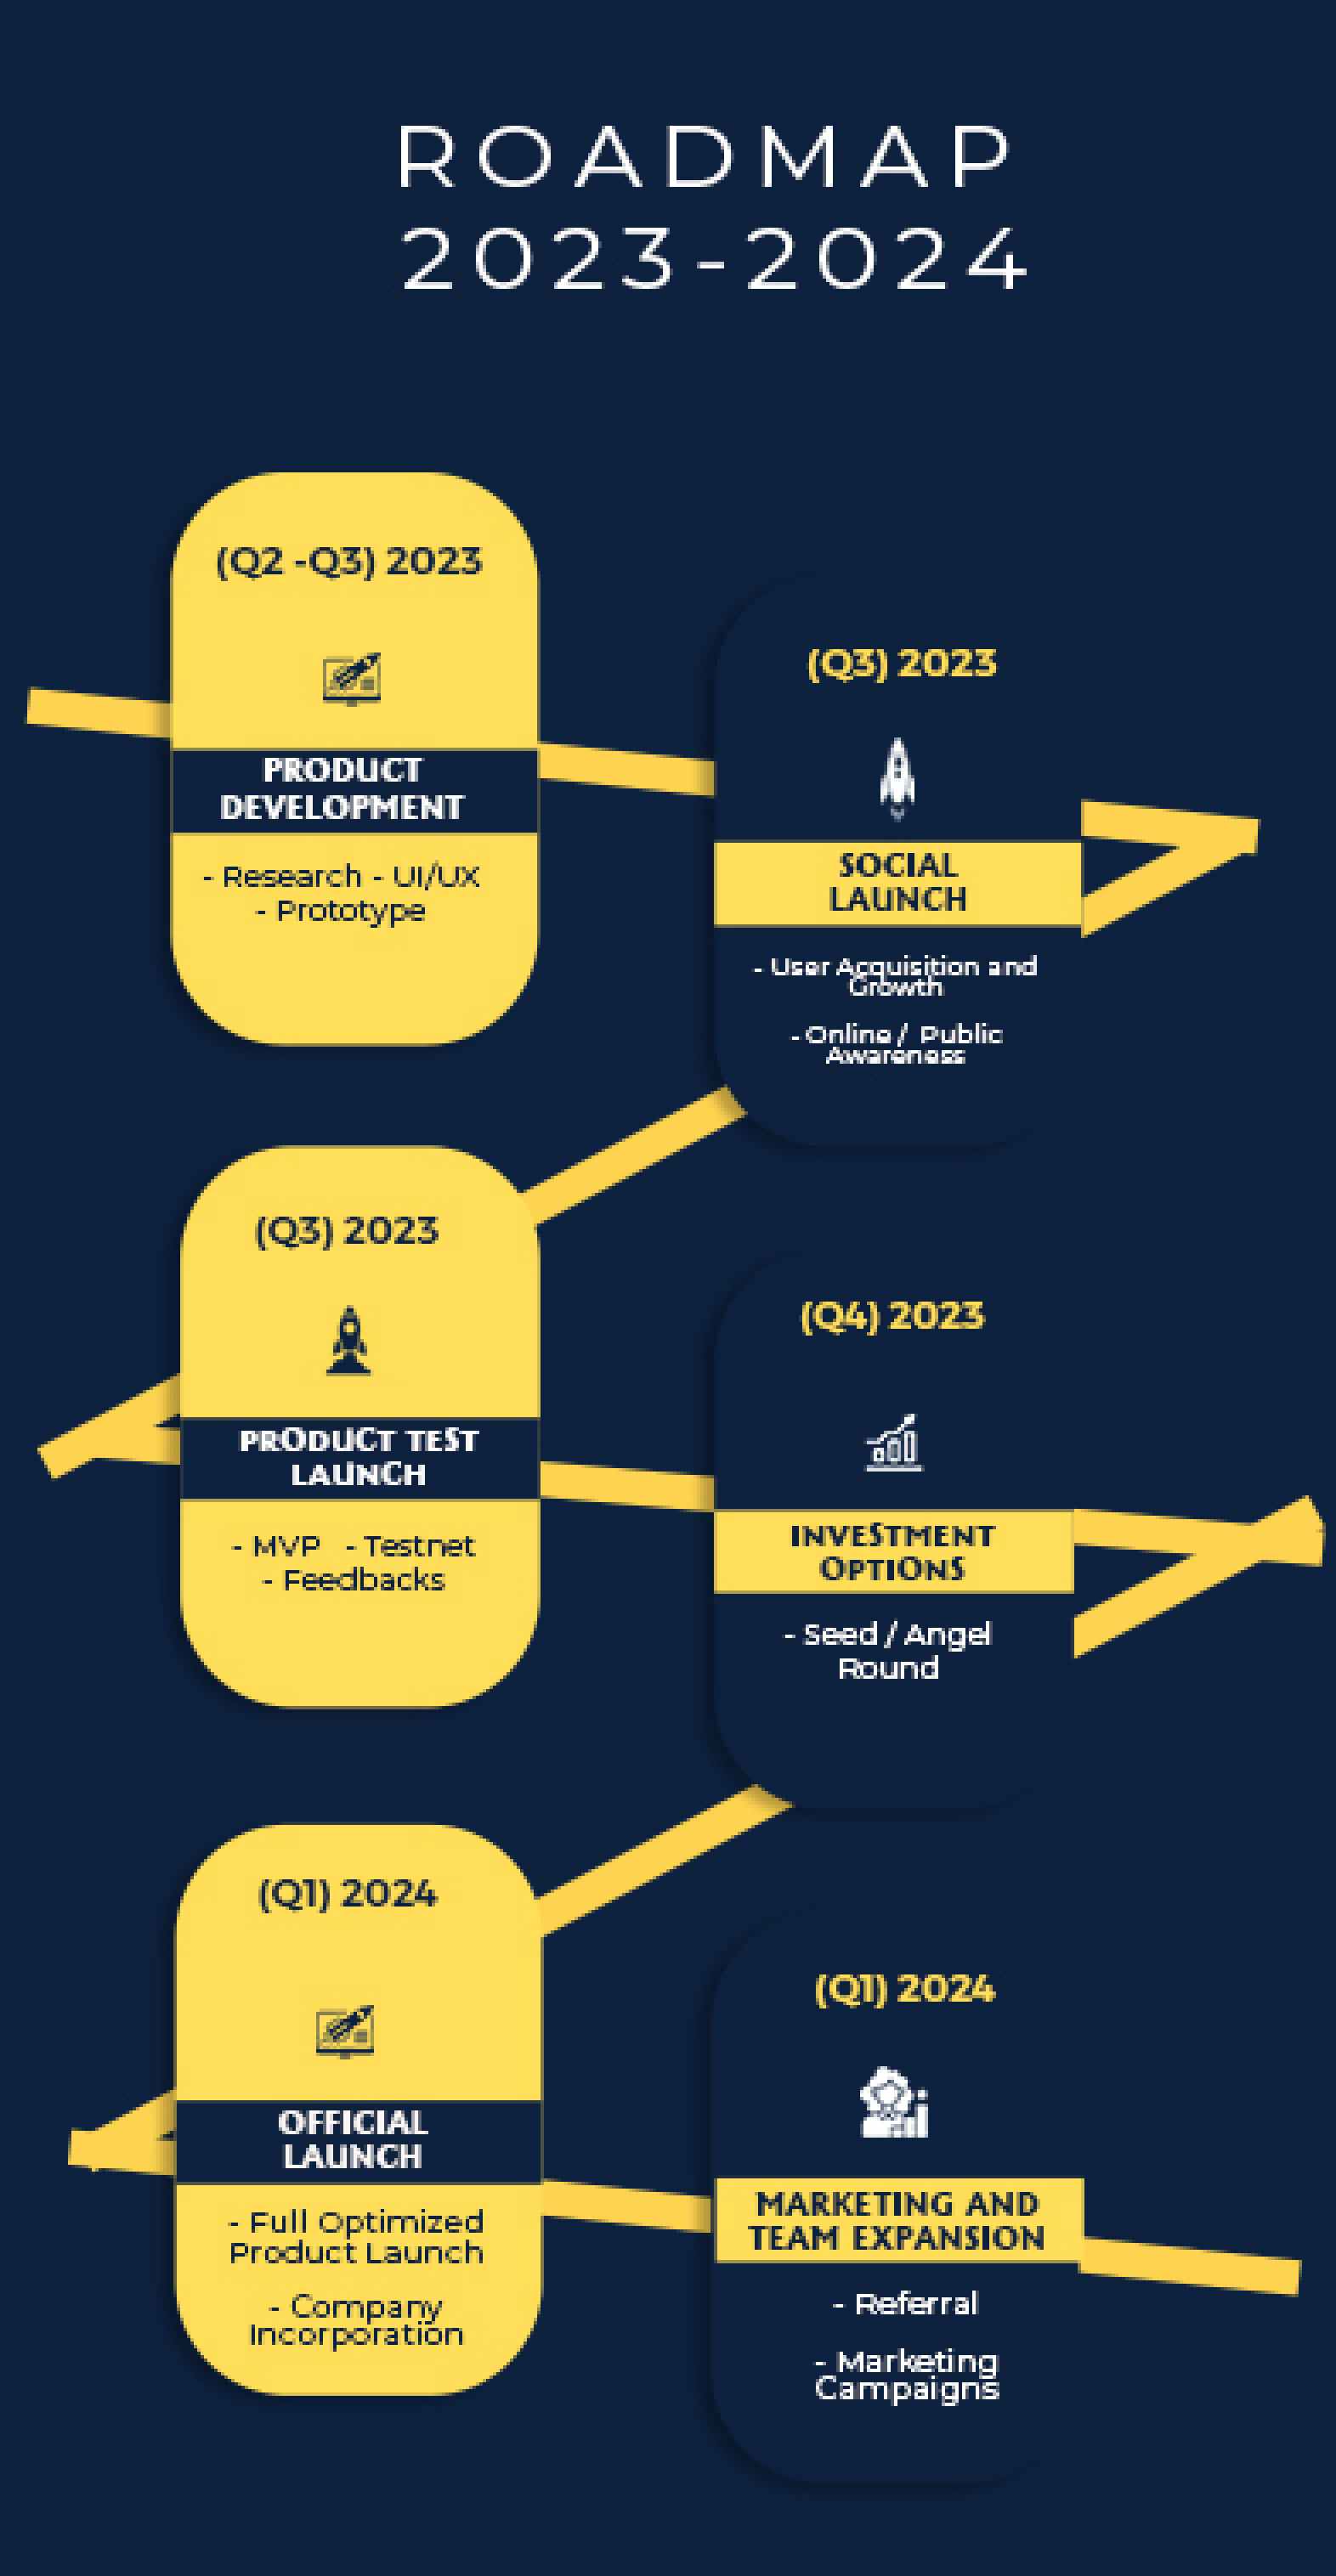 ROADMAP
2023-2024
(Q2 -Q3) 2023
PRODUCT
DEVELOPMENT
- Research - UI/UX
- Prototype
(Q3) 2023
SOCIAL
LAUNCH
- User Acquisition and
Growth
- Online / Public
Awareness
(Q3) 2023
PRODUCT TEST
LAUNCH
- MVP - Testnet
- Feedbacks
(Q4) 2023
INVESTMENT
OPTIONS
- Seed / Angel
Round
(Q1) 2024
OFFICIAL
LAUNCH
- Full Optimized
Product Launch
- Company
Incorporation
(Q1) 2024
MARKETING AND
TEAM EXPANSION
- Referral
- Marketing
Campaigns